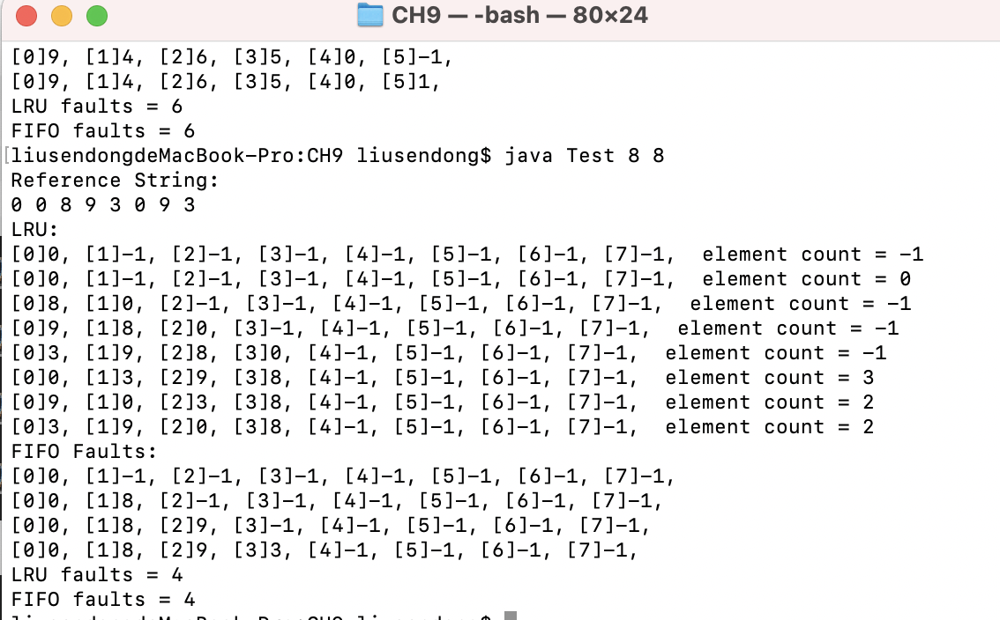 CH9 — -bash — 80×24
[0]9, [1]4, [2]6, [3]5, [4]0, [5]-1,
[0]9, [1]4, [2]6, [3]5, [4]0, [5]1,
LRU faults = 6
FIFO faults = 6
[liusendongdeMacBook-Pro:CH9 liusendong$ java Test 8 8
Reference String:
0 0 8 9 3 0 9 3
LRU:
[0]0, [1]-1, [2]-1, [3]-1, [4]-1, [5]-1, [6]-1, [7]-1,  element count = -1
[0]0, [1]-1, [2]-1, [3]-1, [4]-1, [5]-1, [6]-1, [7]-1,  element count = 0
[0]8, [1]0, [2]-1, [3]-1, [4]-1, [5]-1, [6]-1, [7]-1,  element count = -1
[0]9, [1]8, [2]0, [3]-1, [4]-1, [5]-1, [6]-1, [7]-1,  element count = -1
[0]3, [1]9, [2]8, [3]0, [4]-1, [5]-1, [6]-1, [7]-1,  element count = -1
[0]0, [1]3, [2]9, [3]8, [4]-1, [5]-1, [6]-1, [7]-1,  element count = 3
[0]9, [1]0, [2]3, [3]8, [4]-1, [5]-1, [6]-1, [7]-1,  element count = 2
[0]3, [1]9, [2]0, [3]8, [4]-1, [5]-1, [6]-1, [7]-1,  element count = 2
FIFO Faults:
[0]0, [1]-1, [2]-1, [3]-1, [4]-1, [5]-1, [6]-1, [7]-1,
[0]0, [1]8, [2]-1, [3]-1, [4]-1, [5]-1, [6]-1, [7]-1,
[0]0, [1]8, [2]9, [3]-1, [4]-1, [5]-1, [6]-1, [7]-1,
[0]0, [1]8, [2]9, [3]3, [4]-1, [5]-1, [6]-1, [7]-1,
LRU faults = 4
FIFO faults = 4
liusendongdeMacBook-Pro:CH9 liusendong$